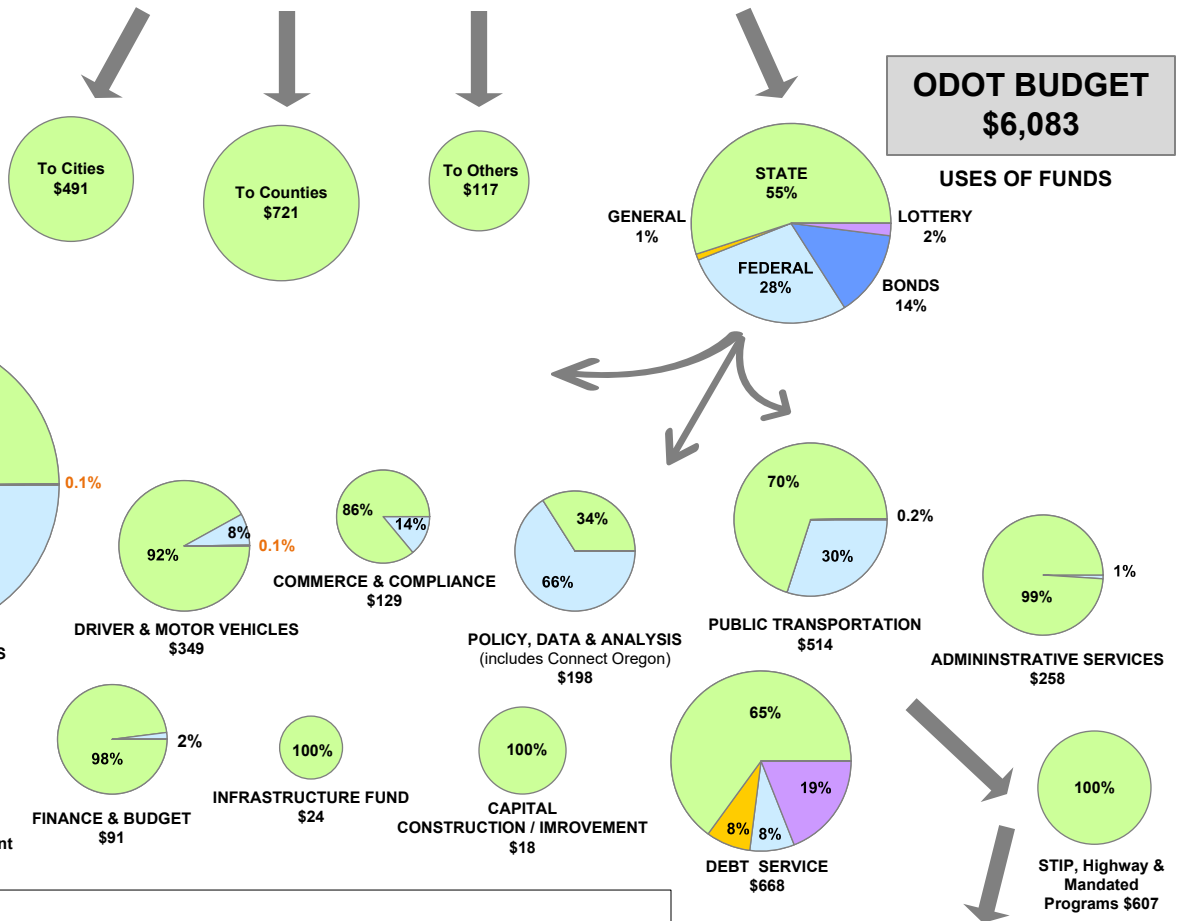 ODOT BUDGET
$6,083
USES OF FUNDS
To Cities
$491
To Counties
$721
To Others
$117
STATE
55%
GENERAL
1%
FEDERAL
28%
LOTTERY
2%
BONDS
14%
0.1%
S
92%
8%
0.1%
DRIVER & MOTOR VEHICLES
$349
86%
14%
COMMERCE & COMPLIANCE
$129
34%
66%
POLICY, DATA & ANALYSIS
(includes Connect Oregon)
$198
70%
0.2%
30%
PUBLIC TRANSPORTATION
$514
99%
1%
ADMININSTRATIVE SERVICES
$258
98%
2%
FINANCE & BUDGET
$91
nt
100%
INFRASTRUCTURE FUND
$24
100%
CAPITAL
CONSTRUCTION / IMROVEMENT
$18
65%
19%
8%
8%
DEBT SERVICE
$668
100%
STIP, Highway &
Mandated
Programs $607